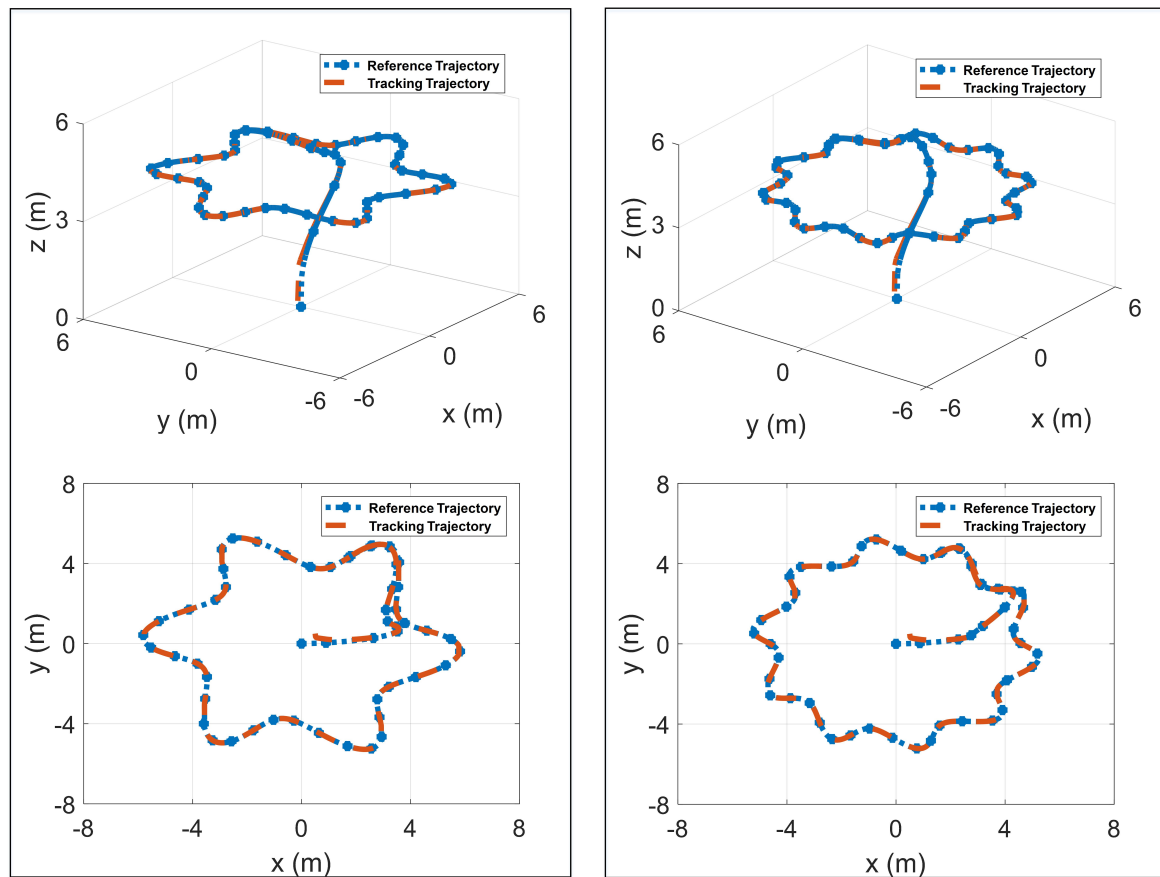 Reference Trajectory
Tracking Trajectory
6
3
0
z (m)
6
0
-6
y (m)
-6
0
6
x (m)
Reference Trajectory
Tracking Trajectory
6
3
0
z (m)
6
0
-6
y (m)
-6
0
6
x (m)
Reference Trajectory
Tracking Trajectory
8
4
0
-4
-8
y (m)
-8
-4
0
4
8
x (m)
Reference Trajectory
Tracking Trajectory
8
4
0
-4
-8
y (m)
-8
-4
0
4
8
x (m)